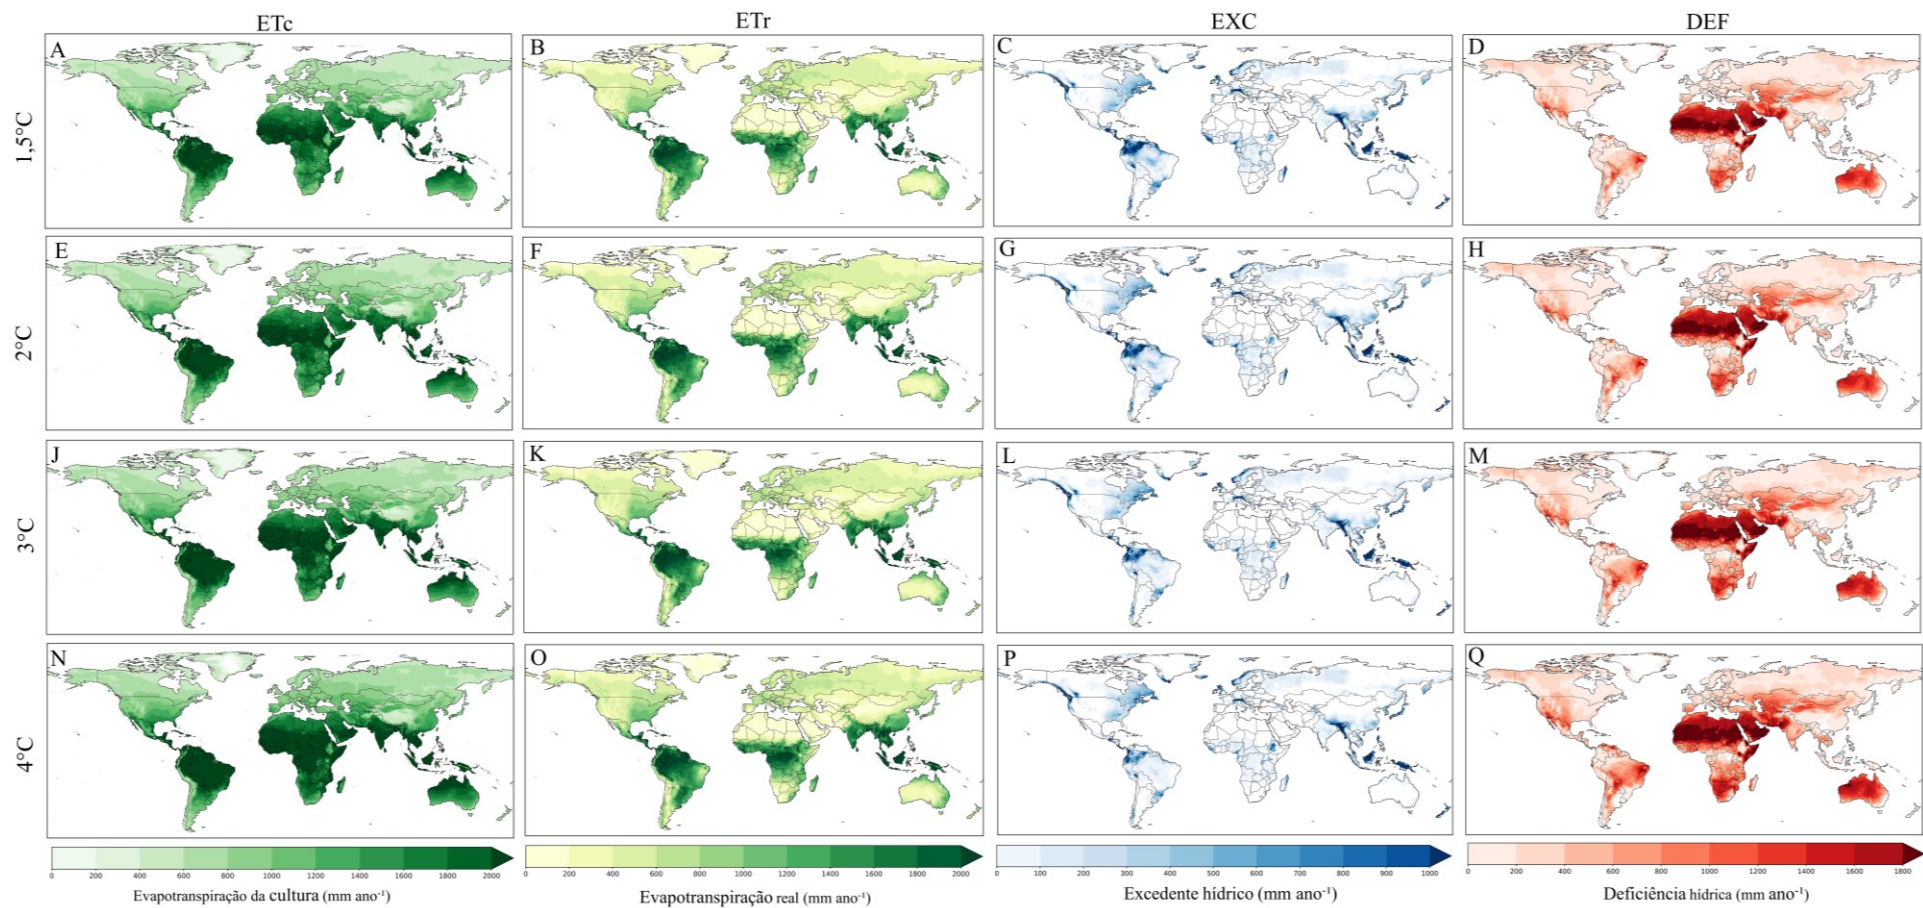 ETc ETr EXC DEF
A B C D
1,5°C
E F G H
2°C
J K L M
3°C
N O P Q
4°C
0 200 400 600 800 1000 1200 1400 1600 1800 2000
0 200 400 600 800 1000 1200 1400 1600 1800 2000
0 100 200 300 400 500 600 700 800 900 1000
0 200 400 600 800 1000 1200 1400 1600 1800
Evapotranspiração da cultura (mm ano⁻¹)
Evapotranspiração real (mm ano⁻¹)
Excedente hídrico (mm ano⁻¹)
Deficiência hídrica (mm ano⁻¹)